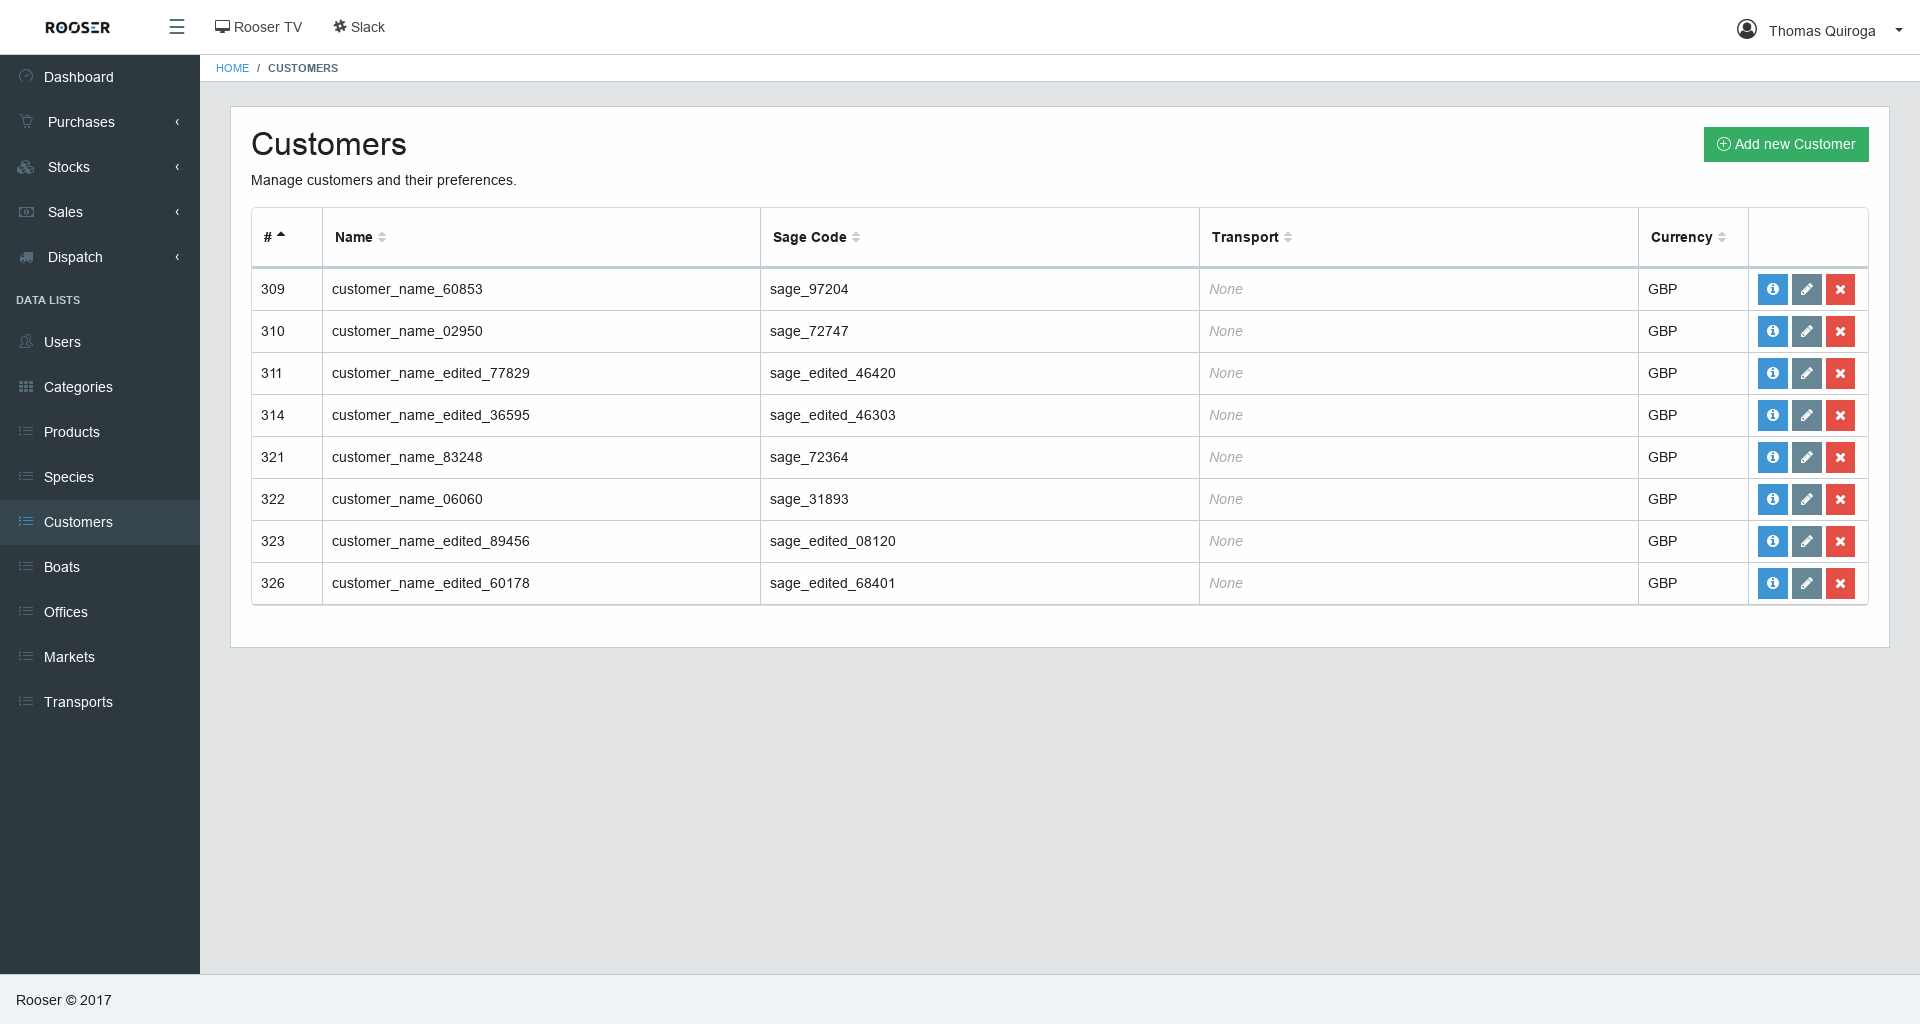 ROOSER
Rooser TV
Slack
Thomas Quiroga
Dashboard
Purchases
Stocks
Sales
Dispatch
DATA LISTS
Users
Categories
Products
Species
Customers
Boats
Offices
Markets
Transports
HOME / CUSTOMERS
Customers
Add new Customer
Manage customers and their preferences.
# Name Sage Code Transport Currency
309 customer_name_60853 sage_97204 None GBP
310 customer_name_02950 sage_72747 None GBP
311 customer_name_edited_77829 sage_edited_46420 None GBP
314 customer_name_edited_36595 sage_edited_46303 None GBP
321 customer_name_83248 sage_72364 None GBP
322 customer_name_06060 sage_31893 None GBP
323 customer_name_edited_89456 sage_edited_08120 None GBP
326 customer_name_edited_60178 sage_edited_68401 None GBP
Rooser © 2017